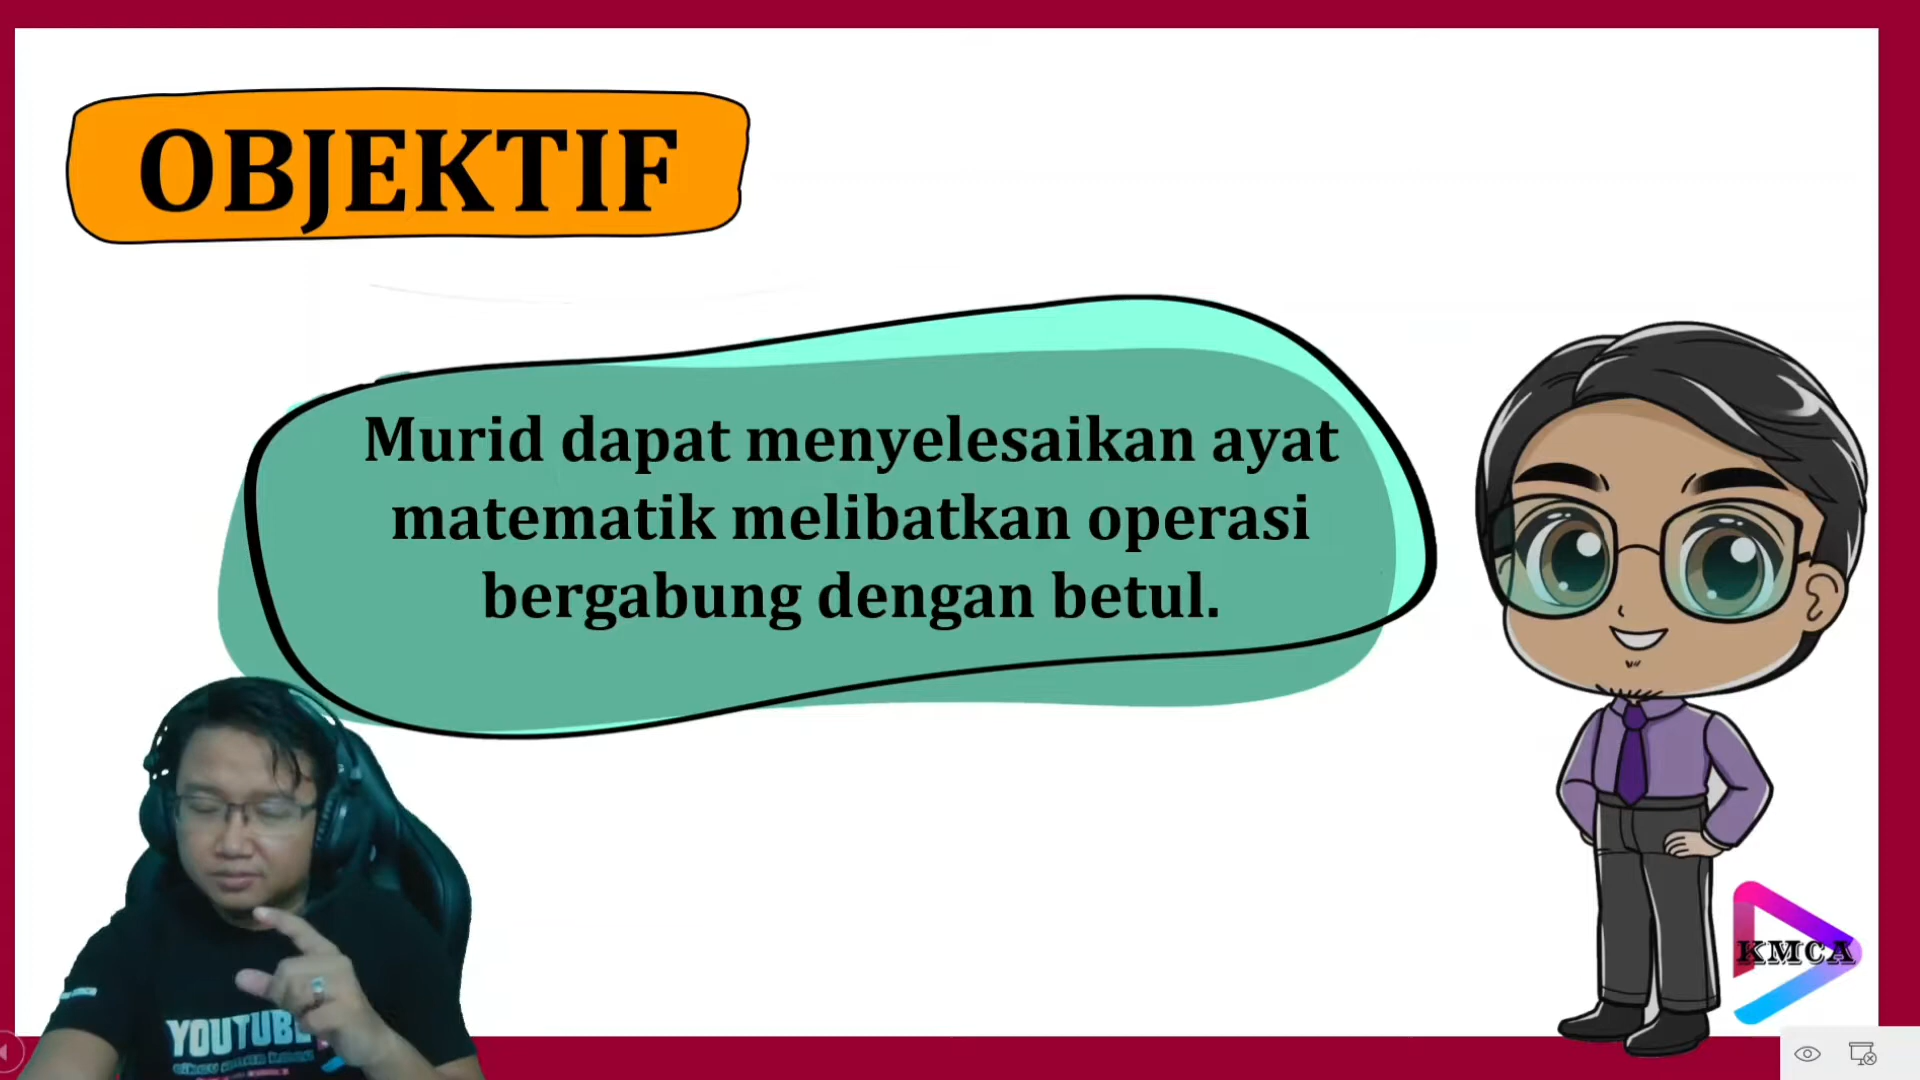 OBJEKTIF
Murid dapat menyelesaikan ayat
matematik melibatkan operasi
bergabung dengan betul.
KMCA
YOUTUBE